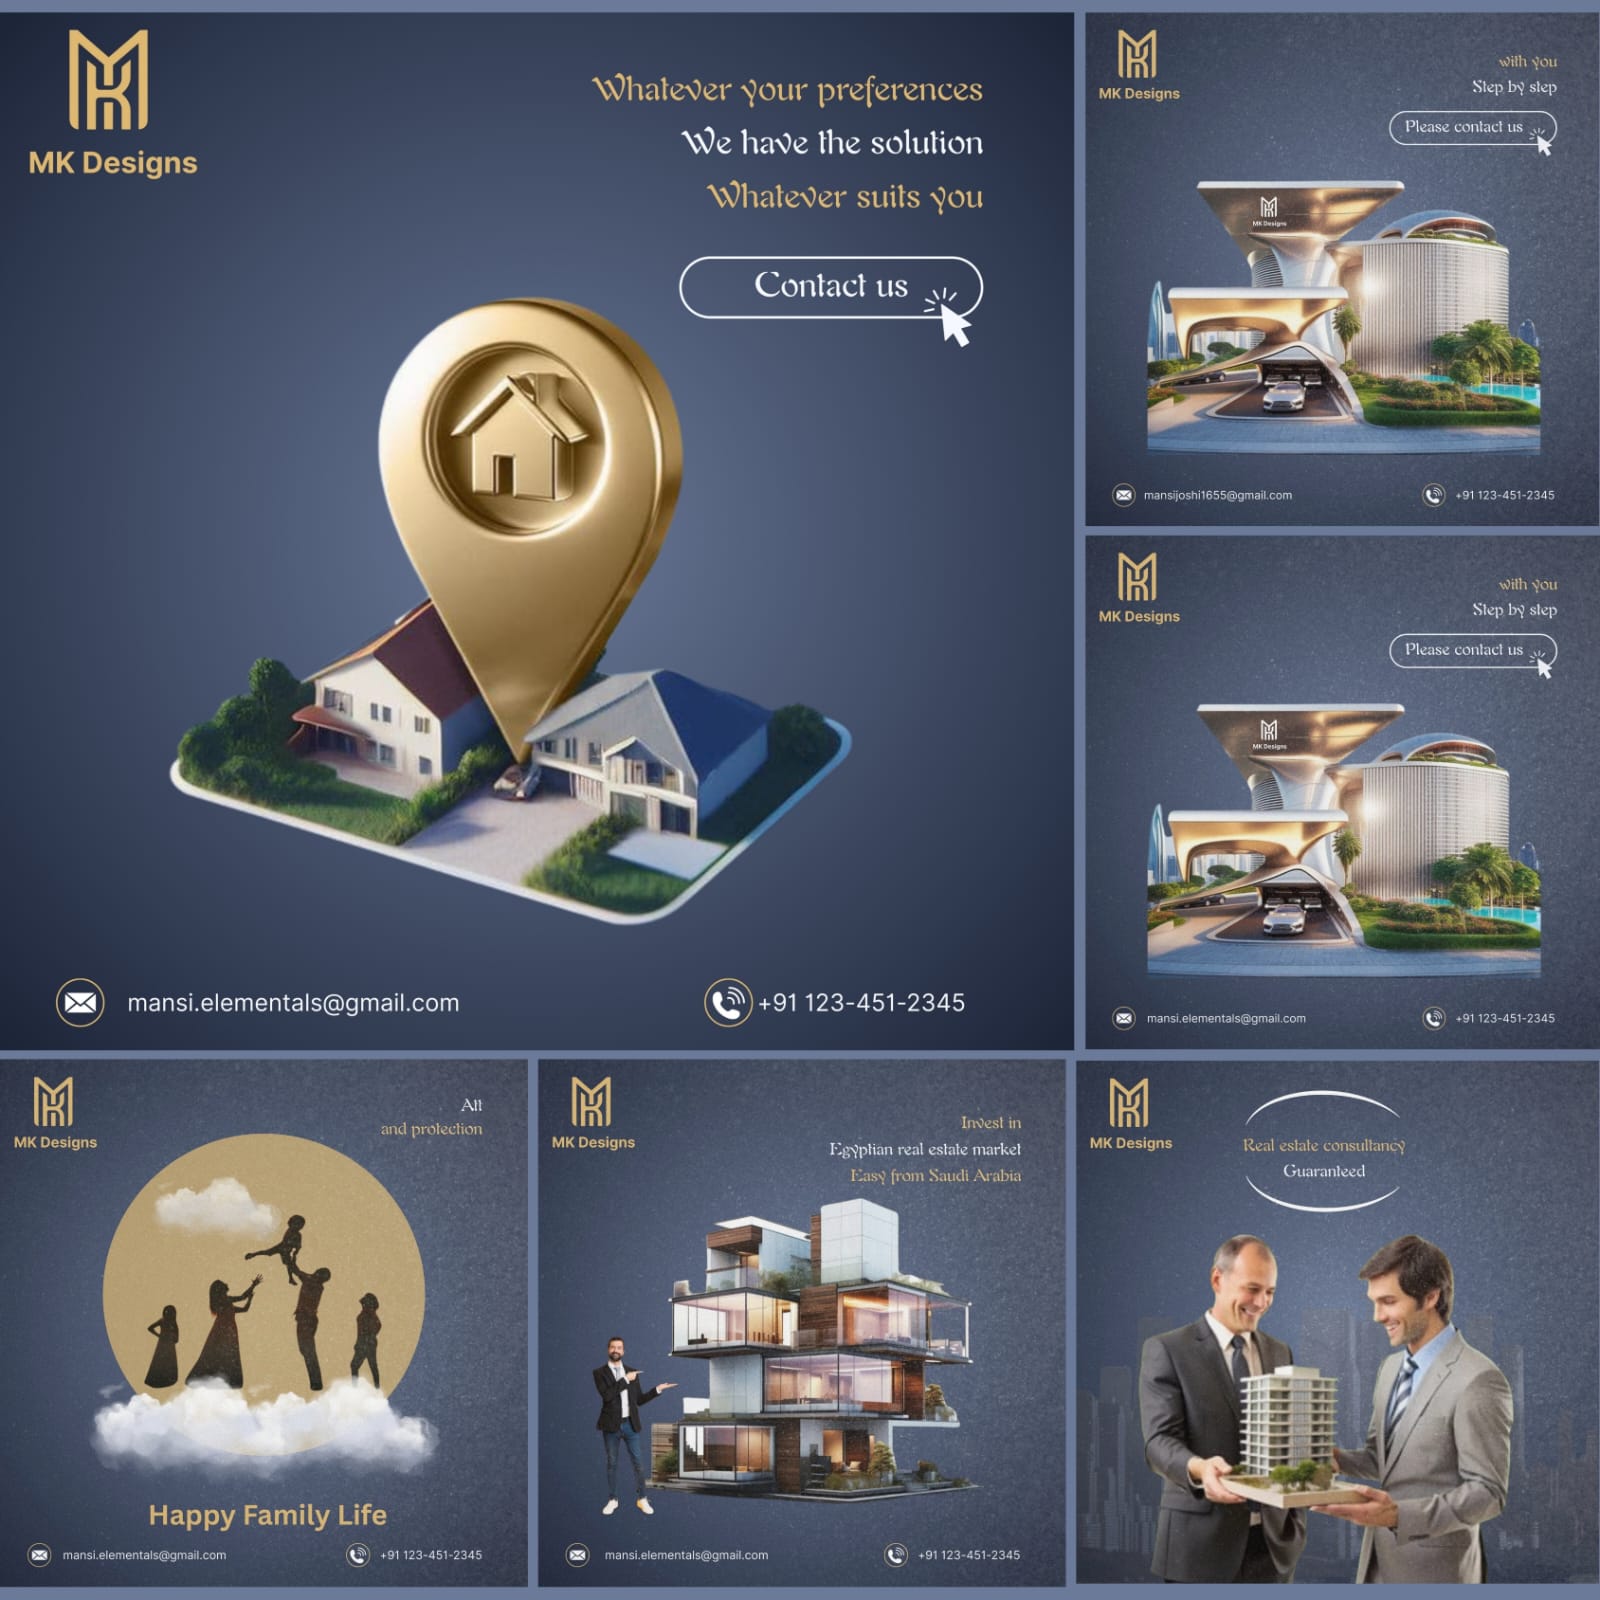 MK Designs
Whatever your preferences
We have the solution
Whatever suits you
Contact us
mansi.elementals@gmail.com
+91 123-451-2345
MK Designs
with you
Step by step
Please contact us
MK Designs
mansijoshi1655@gmail.com
+91 123-451-2345
MK Designs
with you
Step by step
Please contact us
MK Designs
mansi.elementals@gmail.com
+91 123-451-2345
MK Designs
All
and protection
Happy Family Life
mansi.elementals@gmail.com
+91 123-451-2345
MK Designs
Invest in
Egyptian real estate market
Easy from Saudi Arabia
mansi.elementals@gmail.com
+91 123-451-2345
MK Designs
Real estate consultancy
Guaranteed